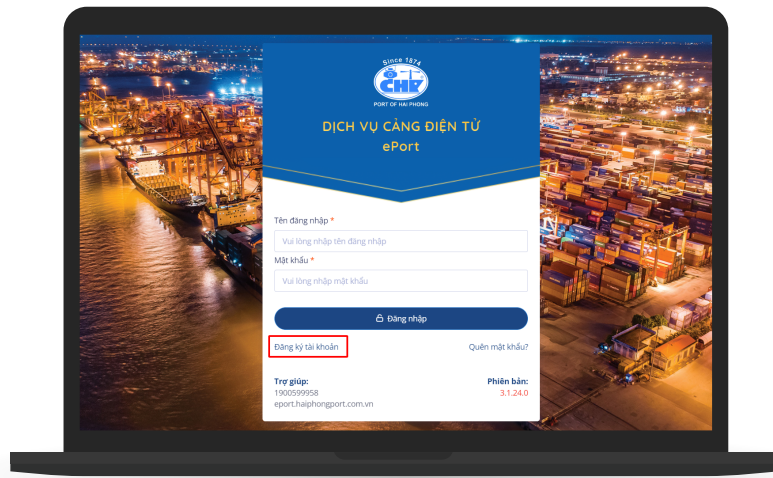 Since 1874
CHP
PORT OF HAI PHONG
DỊCH VỤ CẢNG ĐIỆN TỬ
ePort
Tên đăng nhập *
Vui lòng nhập tên đăng nhập
Mật khẩu *
Vui lòng nhập mật khẩu
Đăng nhập
Đăng ký tài khoản
Quên mật khẩu?
Trợ giúp:
Phiên bản:
1900599958
3.1.24.0
eport.haiphongport.com.vn